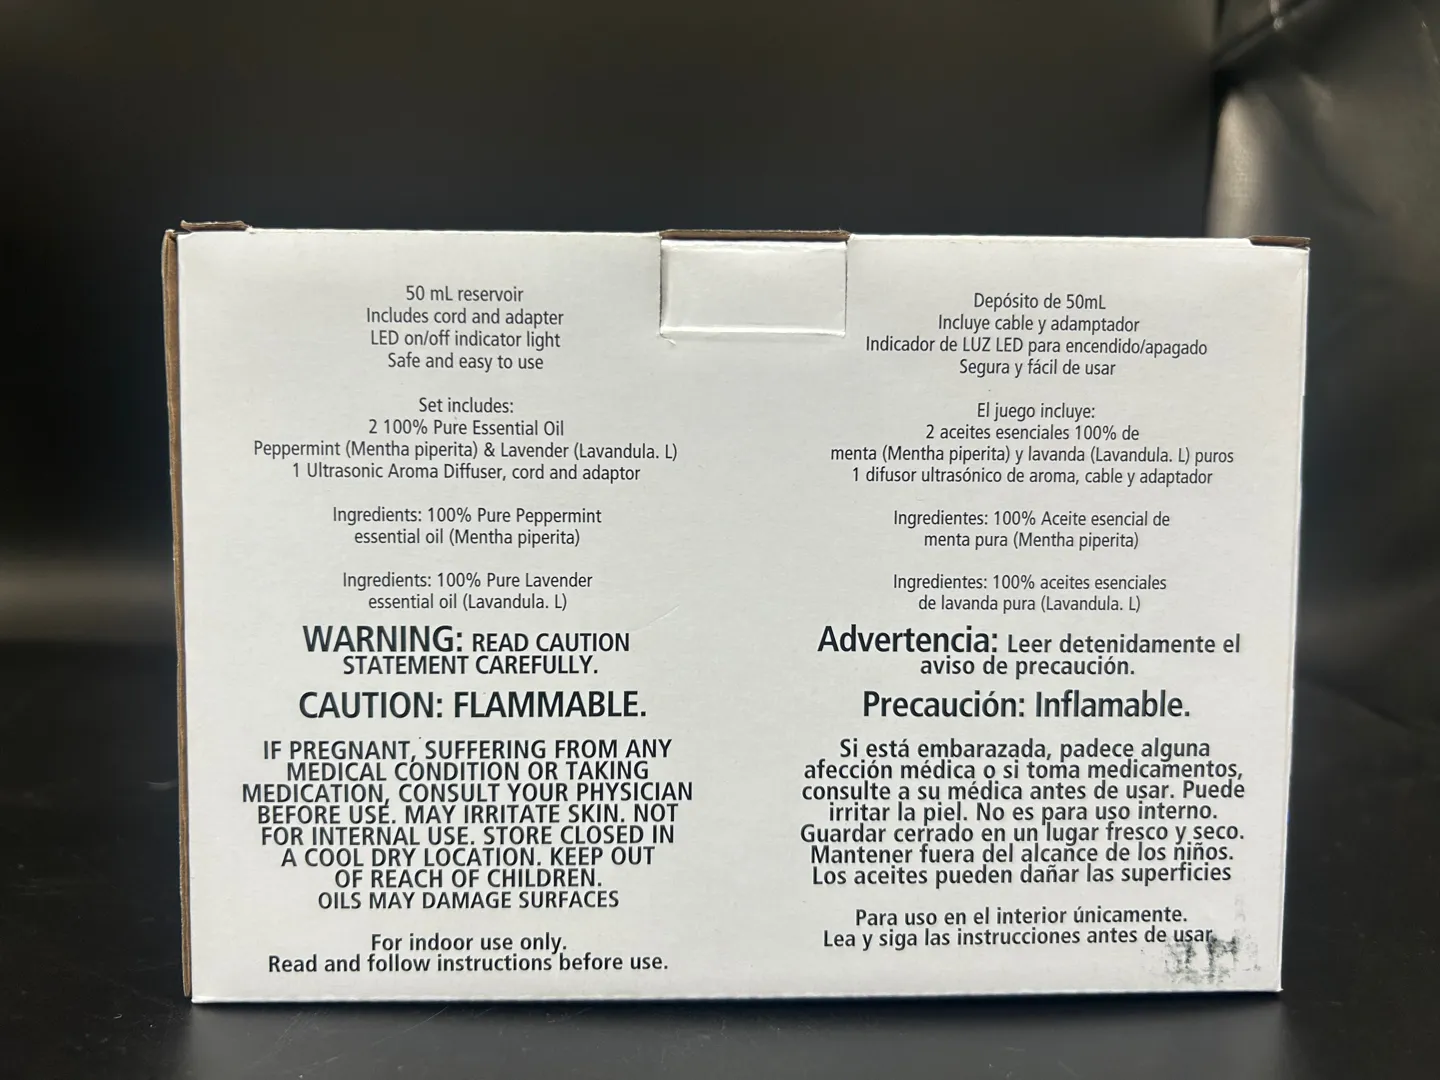 50 mL reservoir
Includes cord and adapter
LED on/off indicator light
Safe and easy to use
Set includes:
2 100% Pure Essential Oil
Peppermint (Mentha piperita) & Lavender (Lavandula. L)
1 Ultrasonic Aroma Diffuser, cord and adaptor
Ingredients: 100% Pure Peppermint
essential oil (Mentha piperita)
Ingredients: 100% Pure Lavender
essential oil (Lavandula. L)
WARNING: READ CAUTION
STATEMENT CAREFULLY.
CAUTION: FLAMMABLE.
IF PREGNANT, SUFFERING FROM ANY
MEDICAL CONDITION OR TAKING
MEDICATION, CONSULT YOUR PHYSICIAN
BEFORE USE. MAY IRRITATE SKIN. NOT
FOR INTERNAL USE. STORE CLOSED IN
A COOL DRY LOCATION. KEEP OUT
OF REACH OF CHILDREN.
OILS MAY DAMAGE SURFACES
For indoor use only.
Read and follow instructions before use.
Depósito de 50mL
Incluye cable y adamptador
Indicador de LUZ LED para encendido/apagado
Segura y fácil de usar
El juego incluye:
2 aceites esenciales 100% de
menta (Mentha piperita) y lavanda (Lavandula. L) puros
1 difusor ultrasónico de aroma, cable y adaptador
Ingredientes: 100% Aceite esencial de
menta pura (Mentha piperita)
Ingredientes: 100% aceites esenciales
de lavanda pura (Lavandula. L)
Advertencia: Leer detenidamente el
aviso de precaución.
Precaución: Inflamable.
Si está embarazada, padece alguna
afección médica o si toma medicamentos,
consulte a su médica antes de usar. Puede
irritar la piel. No es para uso interno.
Guardar cerrado en un lugar fresco y seco.
Mantener fuera del alcance de los niños.
Los aceites pueden dañar las superficies
Para uso en el interior únicamente.
Lea y siga las instrucciones antes de usar